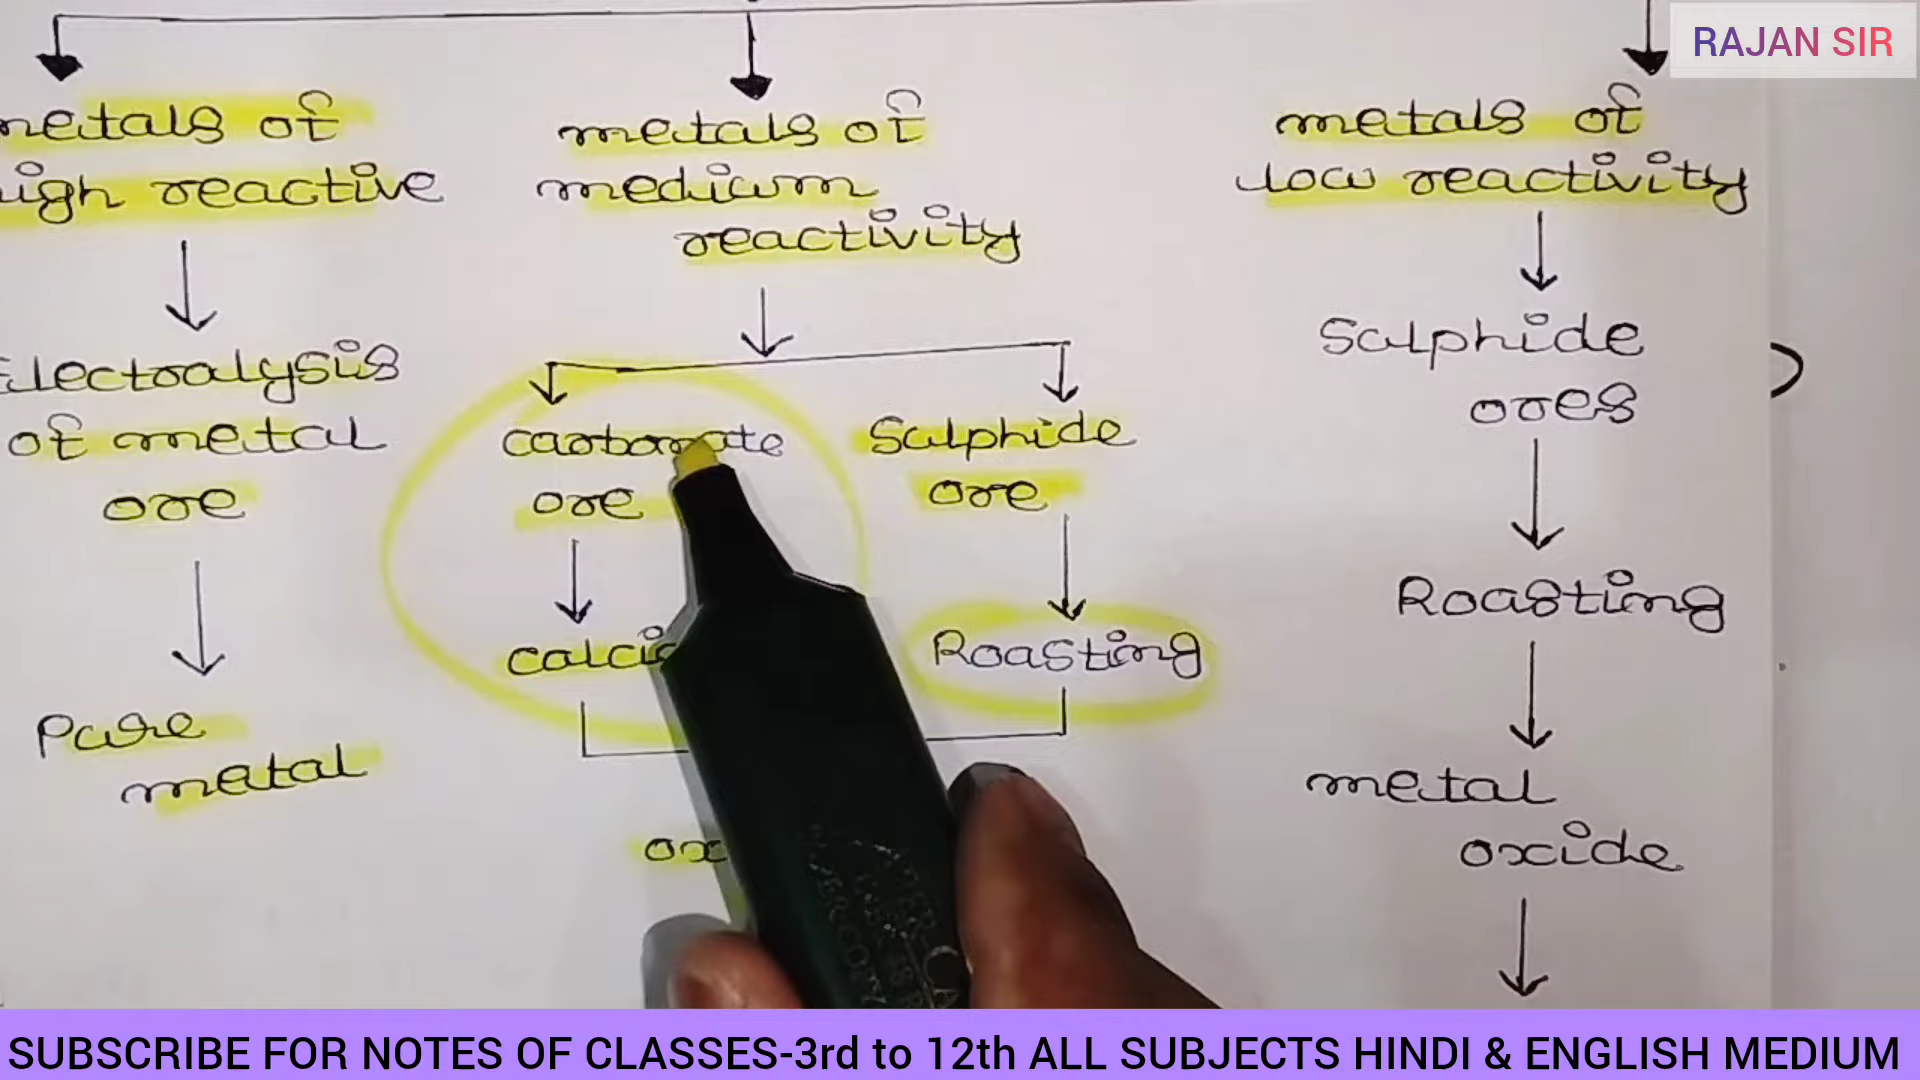 RAJAN SIR
metals of
high reactive
Electroalysis
of metal
ore
Pure
metal
metals of
medium
reactivity
carbonate
ore
Sulphide
ore
Roasting
metals of
low reactivity
Sulphide
ores
Roasting
metal
oxide
SUBSCRIBE FOR NOTES OF CLASSES-3rd to 12th ALL SUBJECTS HINDI & ENGLISH MEDIUM